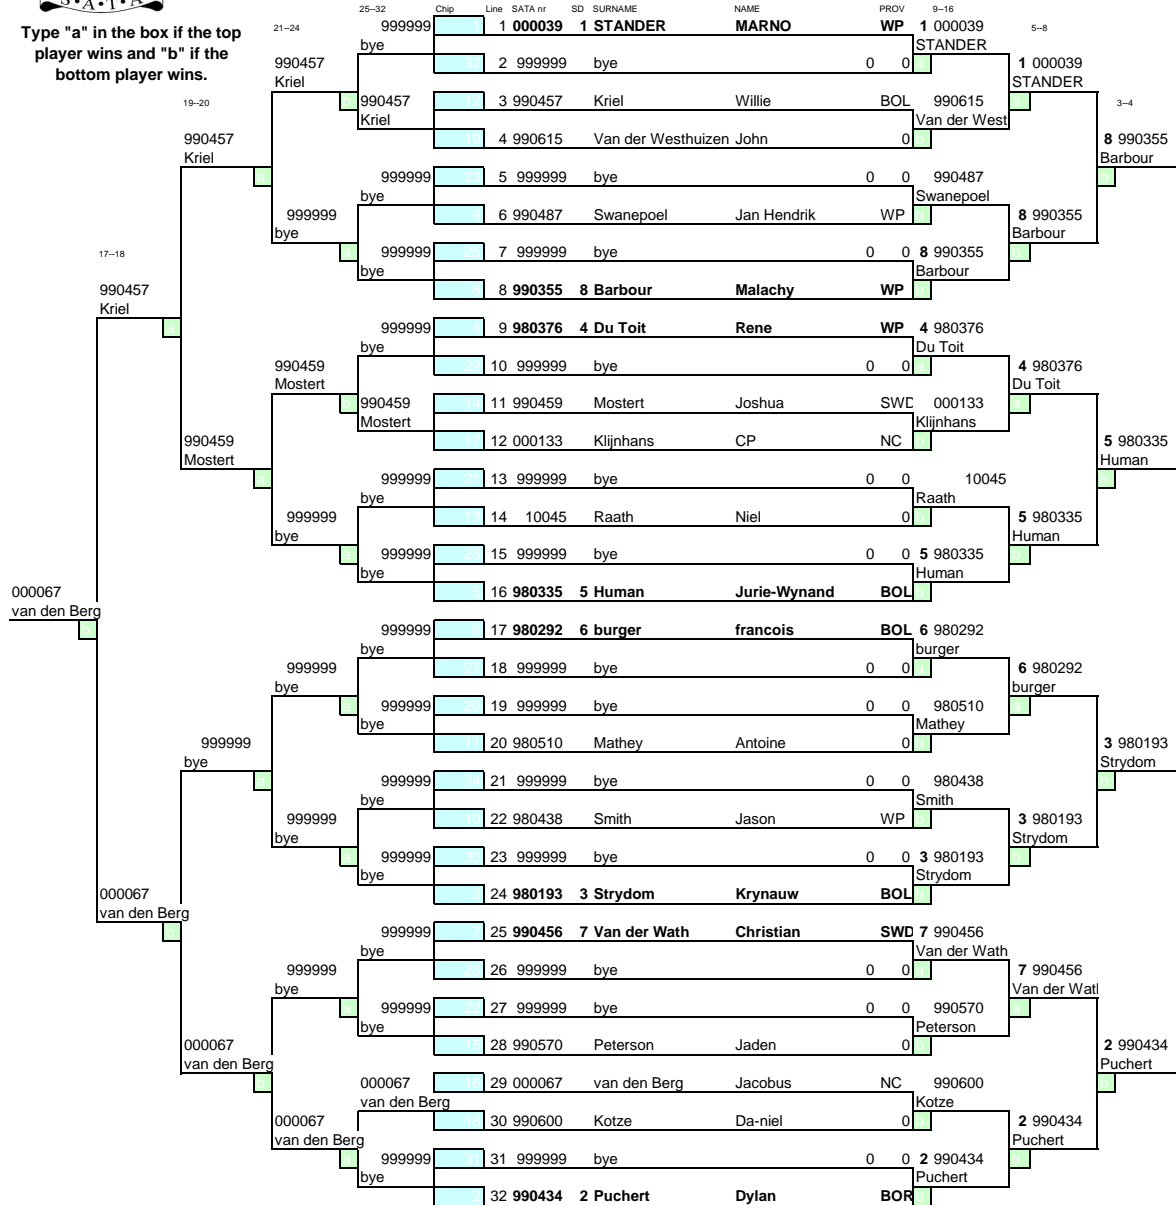 S A T A
Type "a" in the box if the top
player wins and "b" if the
bottom player wins.
25--32 Chip Line SATA nr SD SURNAME NAME PROV 9--16
21--24 5--8
19--20 3--4
17--18
999999 1 000039 1 STANDER MARNO WP 1 000039
bye STANDER
990457 2 999999 bye 0 0 1 000039
Kriel STANDER
990457 3 990457 Kriel Willie BOL 990615
Kriel Van der West
990457 4 990615 Van der Westhuizen John 0 8 990355
Kriel Barbour
999999 5 999999 bye 0 0 990487
bye Swanepoel
999999 6 990487 Swanepoel Jan Hendrik WP 8 990355
bye Barbour
999999 7 999999 bye 0 0 8 990355
bye Barbour
990457 8 990355 8 Barbour Malachy WP
Kriel
999999 9 980376 4 Du Toit Rene WP 4 980376
bye Du Toit
990459 10 999999 bye 0 0 4 980376
Mostert Du Toit
990459 11 990459 Mostert Joshua SWD 000133
Mostert Klijnhans
990459 12 000133 Klijnhans CP NC 5 980335
Mostert Human
999999 13 999999 bye 0 0 10045
bye Raath
999999 14 10045 Raath Niel 0 5 980335
bye Human
999999 15 999999 bye 0 0 5 980335
bye Human
000067 16 980335 5 Human Jurie-Wynand BOL
van den Berg
999999 17 980292 6 burger francois BOL 6 980292
bye burger
999999 18 999999 bye 0 0 6 980292
bye burger
999999 19 999999 bye 0 0 980510
bye Mathey
999999 20 980510 Mathey Antoine 0 3 980193
bye Strydom
999999 21 999999 bye 0 0 980438
bye Smith
999999 22 980438 Smith Jason WP 3 980193
bye Strydom
999999 23 999999 bye 0 0 3 980193
bye Strydom
000067 24 980193 3 Strydom Krynauw BOL
van den Berg
999999 25 990456 7 Van der Wath Christian SWD 7 990456
bye Van der Wath
999999 26 999999 bye 0 0 7 990456
bye Van der Wat
999999 27 999999 bye 0 0 990570
bye Peterson
000067 28 990570 Peterson Jaden 0 2 990434
van den Berg Puchert
000067 29 000067 van den Berg Jacobus NC 990600
van den Berg Kotze
000067 30 990600 Kotze Da-niel 0 2 990434
van den Berg Puchert
999999 31 999999 bye 0 0 2 990434
bye Puchert
32 990434 2 Puchert Dylan BOR